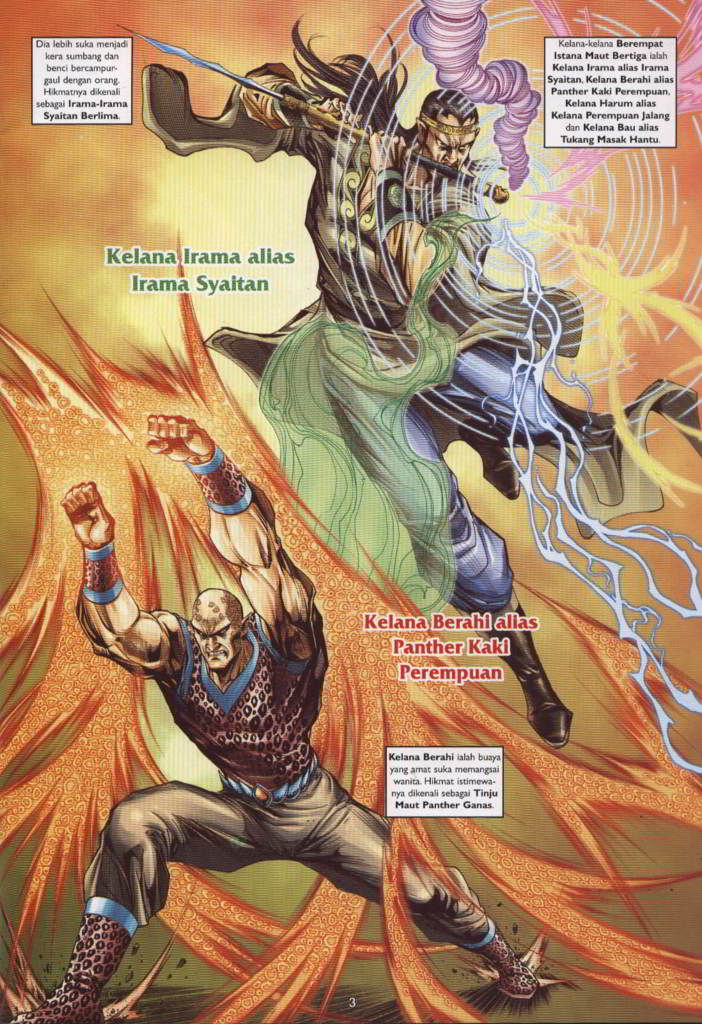 Dia lebih suka menjadi
kera sumbang dan
benci bercampur-
gaul dengan orang.
Hikmatnya dikenali
sebagai Irama-Irama
Syaitan Berlima.
Kelana-kelana Berempat
Istana Maut Bertiga ialah
Kelana Irama alias Irama
Syaitan, Kelana Berahi alias
Panther Kaki Perempuan,
Kelana Harum alias
Kelana Perempuan Jalang
dan Kelana Bau alias
Tukang Masak Hantu.
Kelana Irama alias
Irama Syaitan
Kelana Berahi alias
Panther Kaki
Perempuan
Kelana Berahi ialah buaya
yang amat suka memangsai
wanita. Hikmat istimewa-
nya dikenali sebagai Tinju
Maut Panther Ganas.
3